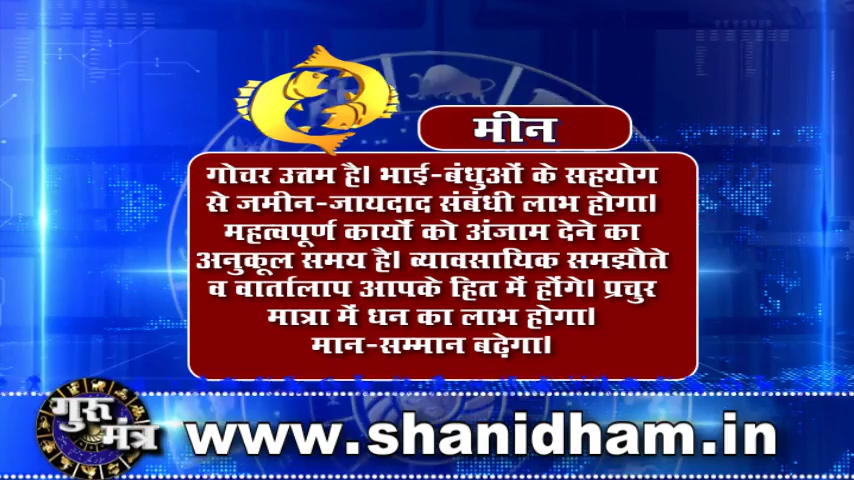 मीन
गोचर उत्तम है। भाई-बंधुओं के सहयोग
से जमीन-जायदाद संबंधी लाभ होगा।
महत्वपूर्ण कार्यों को अंजाम देने का
अनुकूल समय है। व्यावसायिक समझौते
व वार्तालाप आपके हित में होंगे। प्रचुर
मात्रा में धन का लाभ होगा।
मान-सम्मान बढ़ेगा।
गुरु
मंत्र
www.shanidham.in